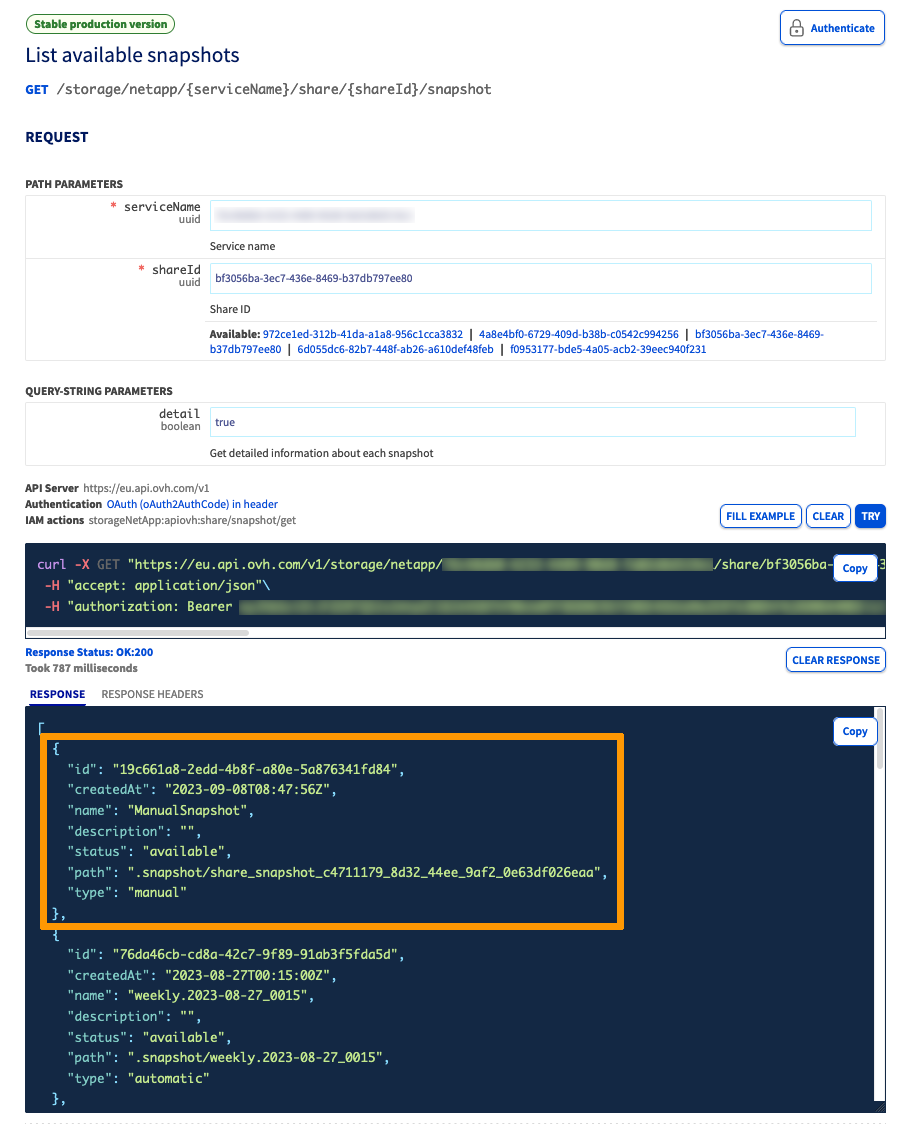 Stable production version
Authenticate
List available snapshots
GET /storage/netapp/{serviceName}/share/{shareId}/snapshot
REQUEST
PATH PARAMETERS
* serviceName
uuid
Service name
* shareId
uuid
bf3056ba-3ec7-436e-8469-b37db797ee80
Share ID
Available: 972ce1ed-312b-41da-a1a8-956c1cca3832 | 4a8e4bf0-6729-409d-b38b-c0542c994256 | bf3056ba-3ec7-436e-8469-
b37db797ee80 | 6d055dc6-82b7-448f-ab26-a610def48feb | f0953177-bde5-4a05-acb2-39eec940f231
QUERY-STRING PARAMETERS
detail
boolean
true
Get detailed information about each snapshot
API Server https://eu.api.ovh.com/v1
Authentication OAuth (oAuth2AuthCode) in header
IAM actions storageNetApp:apiovh:share/snapshot/get
FILL EXAMPLE CLEAR TRY
curl -X GET "https://eu.api.ovh.com/v1/storage/netapp/ /share/bf3056ba-
-H "accept: application/json"\
-H "authorization: Bearer
Copy
Response Status: OK:200
Took 787 milliseconds
CLEAR RESPONSE
RESPONSE RESPONSE HEADERS
Copy
[
{
"id": "19c661a8-2edd-4b8f-a80e-5a876341fd84",
"createdAt": "2023-09-08T08:47:56Z",
"name": "ManualSnapshot",
"description": "",
"status": "available",
"path": ".snapshot/share_snapshot_c4711179_8d32_44ee_9af2_0e63df026eaa",
"type": "manual"
},
{
"id": "76da46cb-cd8a-42c7-9f89-91ab3f5fda5d",
"createdAt": "2023-08-27T00:15:00Z",
"name": "weekly.2023-08-27_0015",
"description": "",
"status": "available",
"path": ".snapshot/weekly.2023-08-27_0015",
"type": "automatic"
},